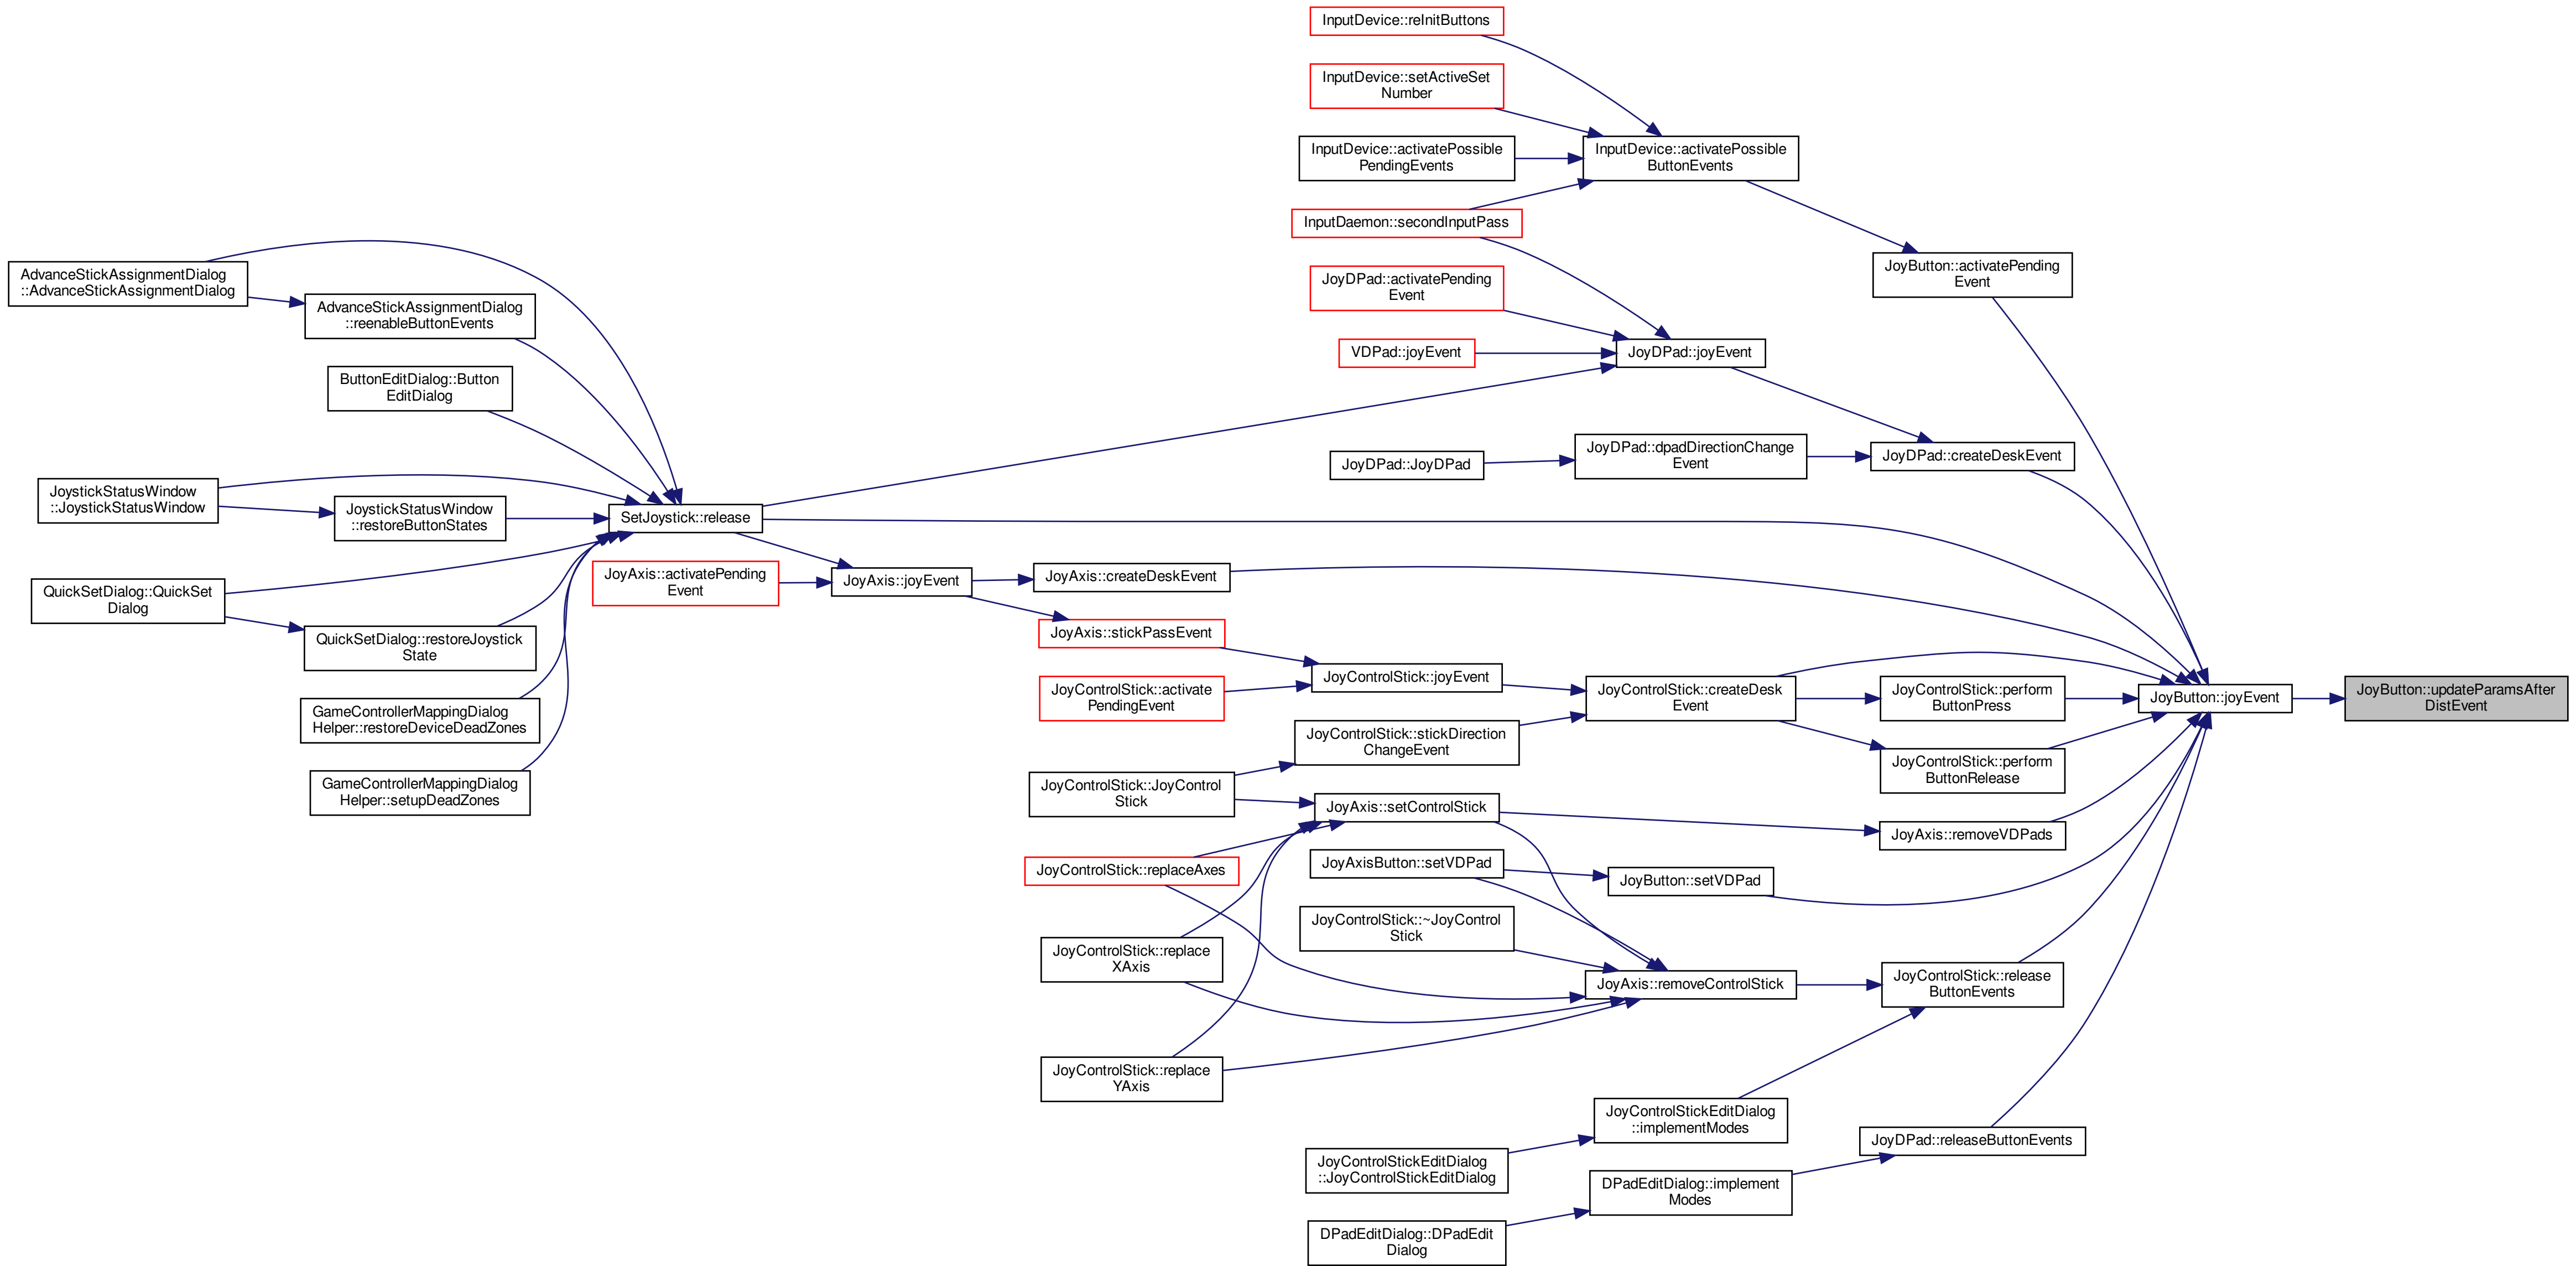 InputDevice::reInitButtons
InputDevice::setActiveSet
Number
InputDevice::activatePossible
PendingEvents
InputDevice::activatePossible
ButtonEvents
InputDaemon::secondInputPass
JoyButton::activatePending
Event
AdvanceStickAssignmentDialog
::AdvanceStickAssignmentDialog
AdvanceStickAssignmentDialog
::reenableButtonEvents
JoyDPad::activatePending
Event
VDPad::joyEvent
JoyDPad::joyEvent
ButtonEditDialog::Button
EditDialog
JoyDPad::JoyDPad
JoyDPad::dpadDirectionChange
Event
JoyDPad::createDeskEvent
JoystickStatusWindow
::JoystickStatusWindow
JoystickStatusWindow
::restoreButtonStates
SetJoystick::release
JoyAxis::activatePending
Event
JoyAxis::joyEvent
JoyAxis::createDeskEvent
QuickSetDialog::QuickSet
Dialog
QuickSetDialog::restoreJoystick
State
JoyAxis::stickPassEvent
JoyControlStick::activate
PendingEvent
JoyControlStick::joyEvent
JoyControlStick::createDesk
Event
JoyControlStick::perform
ButtonPress
JoyButton::joyEvent
JoyButton::updateParamsAfter
DistEvent
GameControllerMappingDialog
Helper::restoreDeviceDeadZones
JoyControlStick::stickDirection
ChangeEvent
JoyControlStick::perform
ButtonRelease
GameControllerMappingDialog
Helper::setupDeadZones
JoyControlStick::JoyControl
Stick
JoyAxis::setControlStick
JoyAxis::removeVDPads
JoyControlStick::replaceAxes
JoyAxisButton::setVDPad
JoyButton::setVDPad
JoyControlStick::~JoyControl
Stick
JoyControlStick::replace
XAxis
JoyAxis::removeControlStick
JoyControlStick::release
ButtonEvents
JoyControlStick::replace
YAxis
JoyControlStickEditDialog
::implementModes
JoyDPad::releaseButtonEvents
JoyControlStickEditDialog
::JoyControlStickEditDialog
DPadEditDialog::implement
Modes
DPadEditDialog::DPadEdit
Dialog